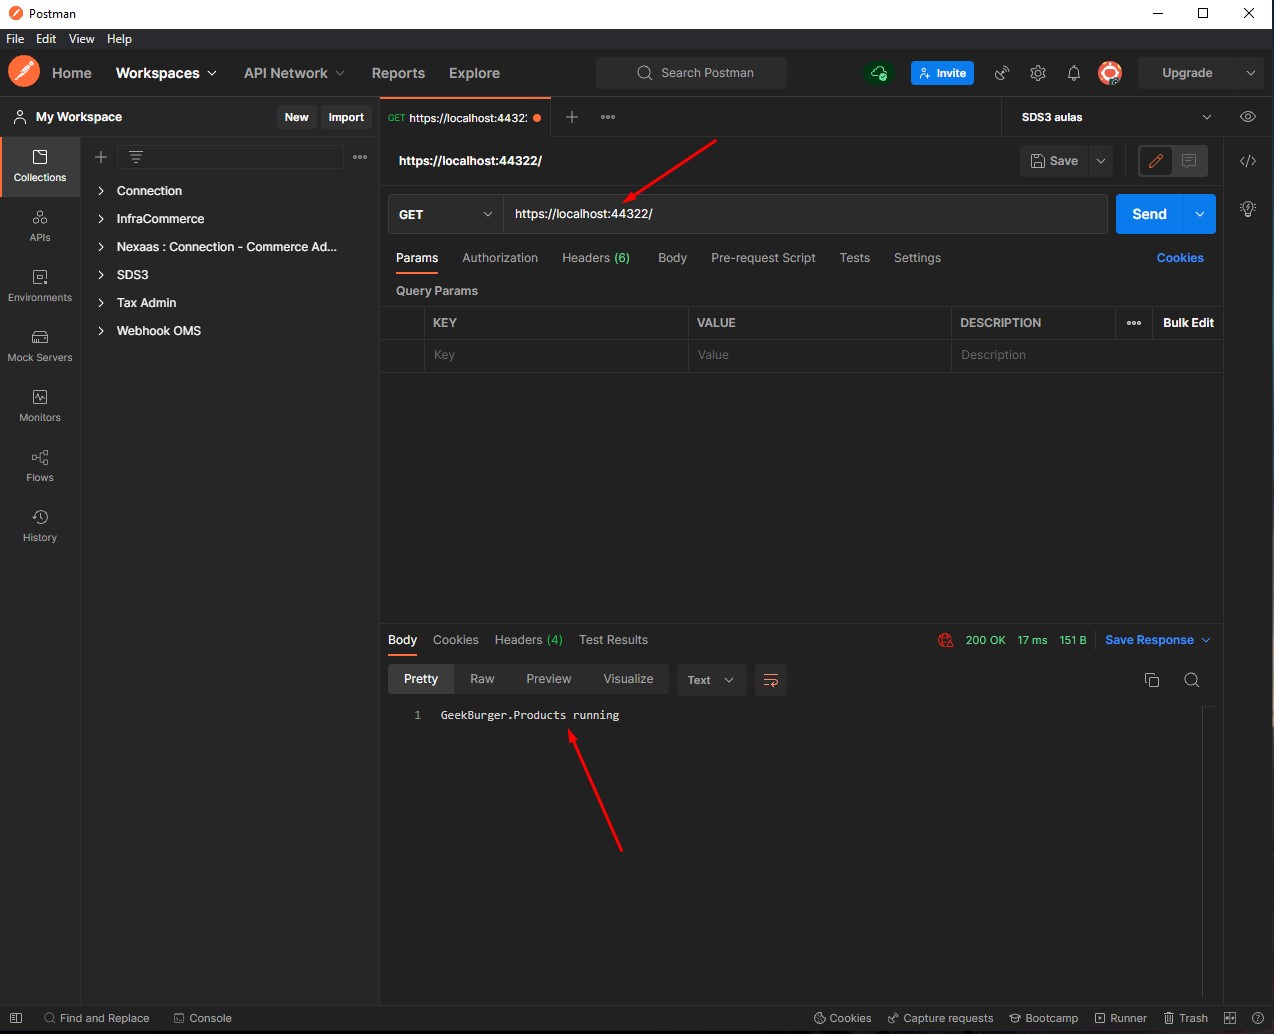 Postman
File Edit View Help
Home Workspaces API Network Reports Explore Search Postman Invite Upgrade
My Workspace New Import GET https://localhost:44322 SDS3 aulas
Collections
APIs
Environments
Mock Servers
Monitors
Flows
History
Connection
InfraCommerce
Nexaas : Connection - Commerce Ad...
SDS3
Tax Admin
Webhook OMS
https://localhost:44322/ Save
GET https://localhost:44322/ Send
Params Authorization Headers (6) Body Pre-request Script Tests Settings Cookies
Query Params
KEY VALUE DESCRIPTION Bulk Edit
Key Value Description
Body Cookies Headers (4) Test Results 200 OK 17 ms 151 B Save Response
Pretty Raw Preview Visualize Text
1 GeekBurger.Products running
Find and Replace Console Cookies Capture requests Bootcamp Runner Trash